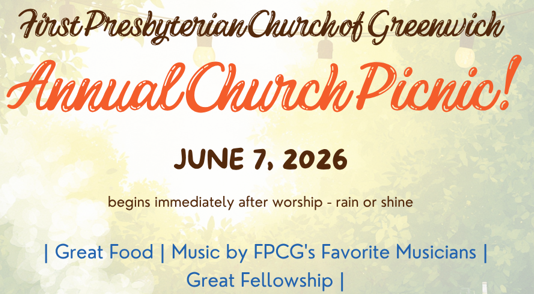 First Presbyterian Church of Greenwich
Annual Church Picnic!
JUNE 7, 2026
begins immediately after worship - rain or shine
| Great Food | Music by FPCG's Favorite Musicians |
Great Fellowship |